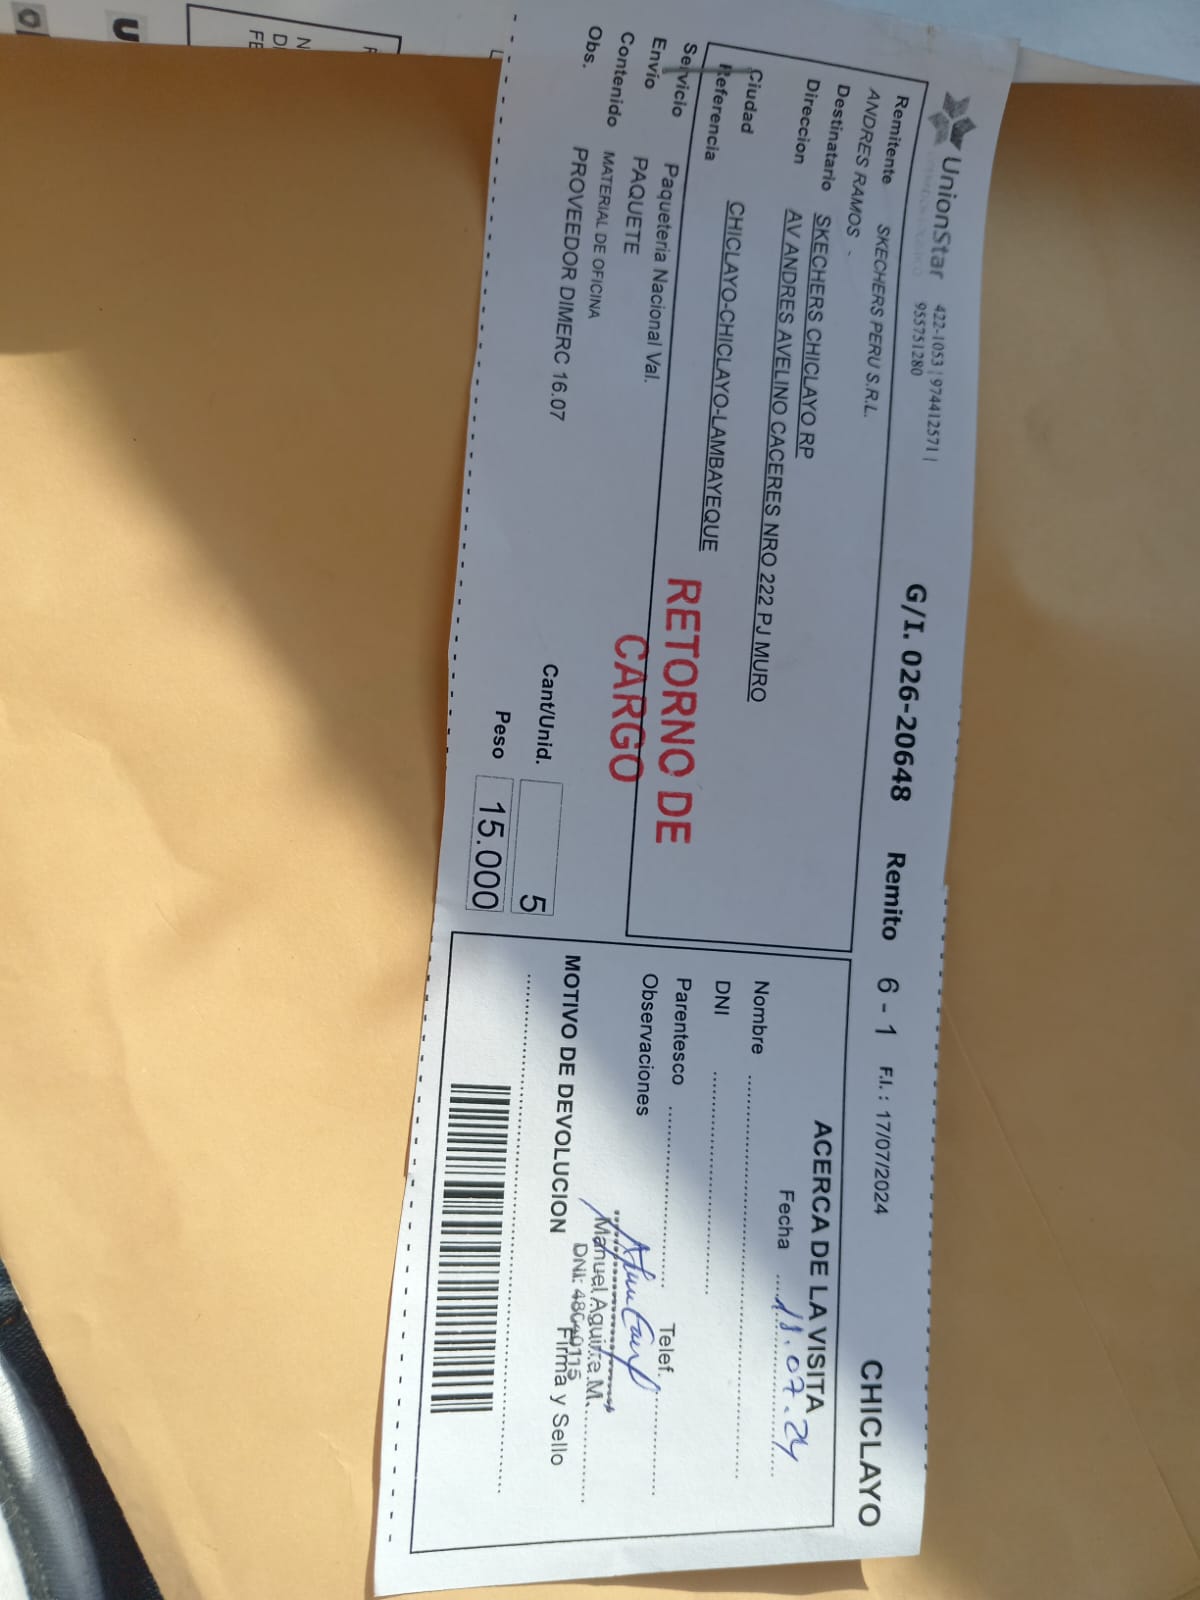 UnionStar 422-1053 | 974412571 |
955751280
G/I. 026-20648 Remito 6 - 1 F.I. : 17/07/2024 CHICLAYO
Remitente SKECHERS PERU S.R.L.
ANDRES RAMOS .
Destinatario SKECHERS CHICLAYO RP
Direccion AV ANDRES AVELINO CACERES NRO 222 PJ MURO
Ciudad CHICLAYO-CHICLAYO-LAMBAYEQUE
Referencia
RETORNO DE
CARGO
Servicio Paqueteria Nacional Val.
Envio PAQUETE
Contenido MATERIAL DE OFICINA
Obs. PROVEEDOR DIMERC 16.07
Cant/Unid. 5
Peso 15.000
ACERCA DE LA VISITA
Fecha 18.07.24
Nombre
DNI
Parentesco Telef.
Observaciones
Manuel Aguirre M.
DNI:
Firma y Sello
MOTIVO DE DEVOLUCION